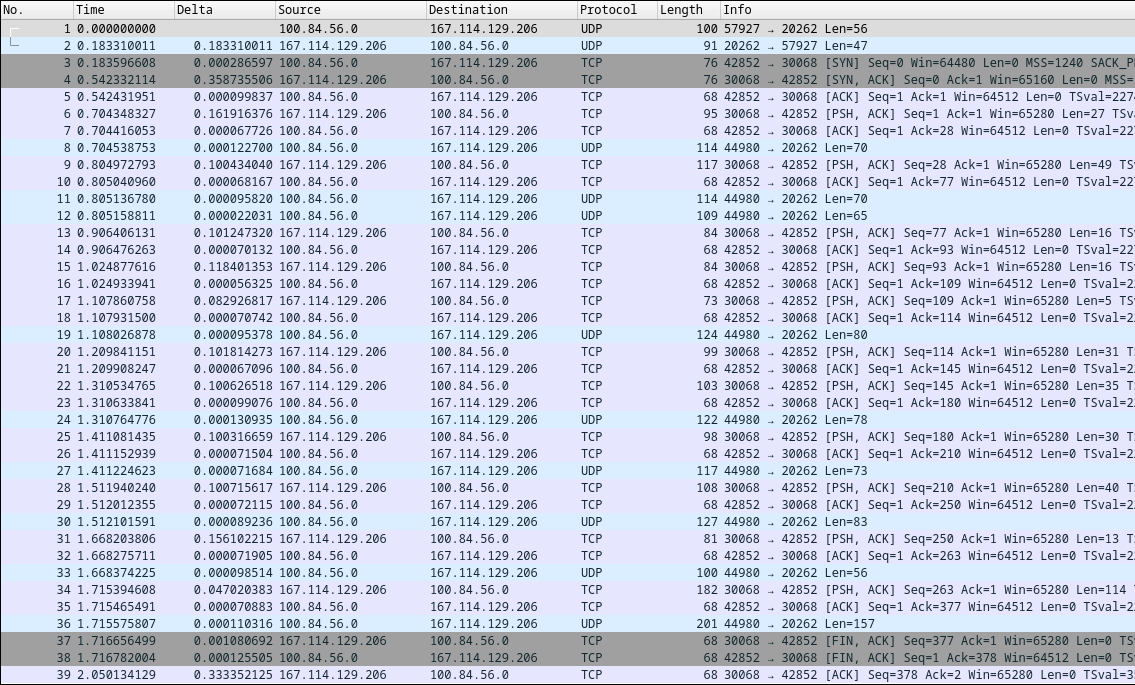 No. Time Delta Source Destination Protocol Length Info
1 0.000000000 100.84.56.0 167.114.129.206 UDP 100 57927 → 20262 Len=56
2 0.183310011 0.183310011 167.114.129.206 100.84.56.0 UDP 91 20262 → 57927 Len=47
3 0.183596608 0.000286597 100.84.56.0 167.114.129.206 TCP 76 42852 → 30068 [SYN] Seq=0 Win=64480 Len=0 MSS=1240 SACK_P
4 0.542332114 0.358735506 167.114.129.206 100.84.56.0 TCP 76 30068 → 42852 [SYN, ACK] Seq=0 Ack=1 Win=65160 Len=0 MSS=
5 0.542431951 0.000099837 100.84.56.0 167.114.129.206 TCP 68 42852 → 30068 [ACK] Seq=1 Ack=1 Win=64512 Len=0 TSval=227
6 0.704348327 0.161916376 167.114.129.206 100.84.56.0 TCP 95 30068 → 42852 [PSH, ACK] Seq=1 Ack=1 Win=65280 Len=27 TSv
7 0.704416053 0.000067726 100.84.56.0 167.114.129.206 TCP 68 42852 → 30068 [ACK] Seq=1 Ack=28 Win=64512 Len=0 TSval=22
8 0.704538753 0.000122700 100.84.56.0 167.114.129.206 UDP 114 44980 → 20262 Len=70
9 0.804972793 0.100434040 167.114.129.206 100.84.56.0 TCP 117 30068 → 42852 [PSH, ACK] Seq=28 Ack=1 Win=65280 Len=49 TS
10 0.805040960 0.000068167 100.84.56.0 167.114.129.206 TCP 68 42852 → 30068 [ACK] Seq=1 Ack=77 Win=64512 Len=0 TSval=22
11 0.805136780 0.000095820 100.84.56.0 167.114.129.206 UDP 114 44980 → 20262 Len=70
12 0.805158811 0.000022031 100.84.56.0 167.114.129.206 UDP 109 44980 → 20262 Len=65
13 0.906406131 0.101247320 167.114.129.206 100.84.56.0 TCP 84 30068 → 42852 [PSH, ACK] Seq=77 Ack=1 Win=65280 Len=16 TS
14 0.906476263 0.000070132 100.84.56.0 167.114.129.206 TCP 68 42852 → 30068 [ACK] Seq=1 Ack=93 Win=64512 Len=0 TSval=22
15 1.024877616 0.118401353 167.114.129.206 100.84.56.0 TCP 84 30068 → 42852 [PSH, ACK] Seq=93 Ack=1 Win=65280 Len=16 TS
16 1.024933941 0.000056325 100.84.56.0 167.114.129.206 TCP 68 42852 → 30068 [ACK] Seq=1 Ack=109 Win=64512 Len=0 TSval=2
17 1.107860758 0.082926817 167.114.129.206 100.84.56.0 TCP 73 30068 → 42852 [PSH, ACK] Seq=109 Ack=1 Win=65280 Len=5 TS
18 1.107931500 0.000070742 100.84.56.0 167.114.129.206 TCP 68 42852 → 30068 [ACK] Seq=1 Ack=114 Win=64512 Len=0 TSval=2
19 1.108026878 0.000095378 100.84.56.0 167.114.129.206 UDP 124 44980 → 20262 Len=80
20 1.209841151 0.101814273 167.114.129.206 100.84.56.0 TCP 99 30068 → 42852 [PSH, ACK] Seq=114 Ack=1 Win=65280 Len=31 T
21 1.209908247 0.000067096 100.84.56.0 167.114.129.206 TCP 68 42852 → 30068 [ACK] Seq=1 Ack=145 Win=64512 Len=0 TSval=2
22 1.310534765 0.100626518 167.114.129.206 100.84.56.0 TCP 103 30068 → 42852 [PSH, ACK] Seq=145 Ack=1 Win=65280 Len=35 T
23 1.310633841 0.000099076 100.84.56.0 167.114.129.206 TCP 68 42852 → 30068 [ACK] Seq=1 Ack=180 Win=64512 Len=0 TSval=2
24 1.310764776 0.000130935 100.84.56.0 167.114.129.206 UDP 122 44980 → 20262 Len=78
25 1.411081435 0.100316659 167.114.129.206 100.84.56.0 TCP 98 30068 → 42852 [PSH, ACK] Seq=180 Ack=1 Win=65280 Len=30 T
26 1.411152939 0.000071504 100.84.56.0 167.114.129.206 TCP 68 42852 → 30068 [ACK] Seq=1 Ack=210 Win=64512 Len=0 TSval=2
27 1.411224623 0.000071684 100.84.56.0 167.114.129.206 UDP 117 44980 → 20262 Len=73
28 1.511940240 0.100715617 167.114.129.206 100.84.56.0 TCP 108 30068 → 42852 [PSH, ACK] Seq=210 Ack=1 Win=65280 Len=40 T
29 1.512012355 0.000072115 100.84.56.0 167.114.129.206 TCP 68 42852 → 30068 [ACK] Seq=1 Ack=250 Win=64512 Len=0 TSval=2
30 1.512101591 0.000089236 100.84.56.0 167.114.129.206 UDP 127 44980 → 20262 Len=83
31 1.668203806 0.156102215 167.114.129.206 100.84.56.0 TCP 81 30068 → 42852 [PSH, ACK] Seq=250 Ack=1 Win=65280 Len=13 T
32 1.668275711 0.000071905 100.84.56.0 167.114.129.206 TCP 68 42852 → 30068 [ACK] Seq=1 Ack=263 Win=64512 Len=0 TSval=2
33 1.668374225 0.000098514 100.84.56.0 167.114.129.206 UDP 100 44980 → 20262 Len=56
34 1.715394608 0.047020383 167.114.129.206 100.84.56.0 TCP 182 30068 → 42852 [PSH, ACK] Seq=263 Ack=1 Win=65280 Len=114
35 1.715465491 0.000070883 100.84.56.0 167.114.129.206 TCP 68 42852 → 30068 [ACK] Seq=1 Ack=377 Win=64512 Len=0 TSval=2
36 1.715575807 0.000110316 100.84.56.0 167.114.129.206 UDP 201 44980 → 20262 Len=157
37 1.716656499 0.001080692 167.114.129.206 100.84.56.0 TCP 68 30068 → 42852 [FIN, ACK] Seq=377 Ack=1 Win=65280 Len=0 TS
38 1.716782004 0.000125505 100.84.56.0 167.114.129.206 TCP 68 42852 → 30068 [FIN, ACK] Seq=1 Ack=378 Win=64512 Len=0 TS
39 2.050134129 0.333352125 167.114.129.206 100.84.56.0 TCP 68 30068 → 42852 [ACK] Seq=378 Ack=2 Win=65280 Len=0 TSval=3